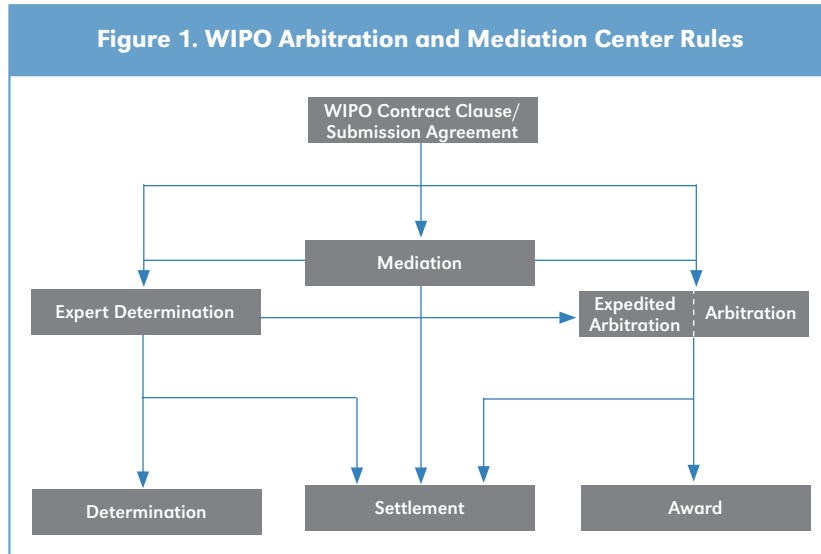 Figure 1. WIPO Arbitration and Mediation Center Rules
WIPO Contract Clause/
Submission Agreement
Mediation
Expert Determination
Expedited
Arbitration
Arbitration
Determination
Settlement
Award